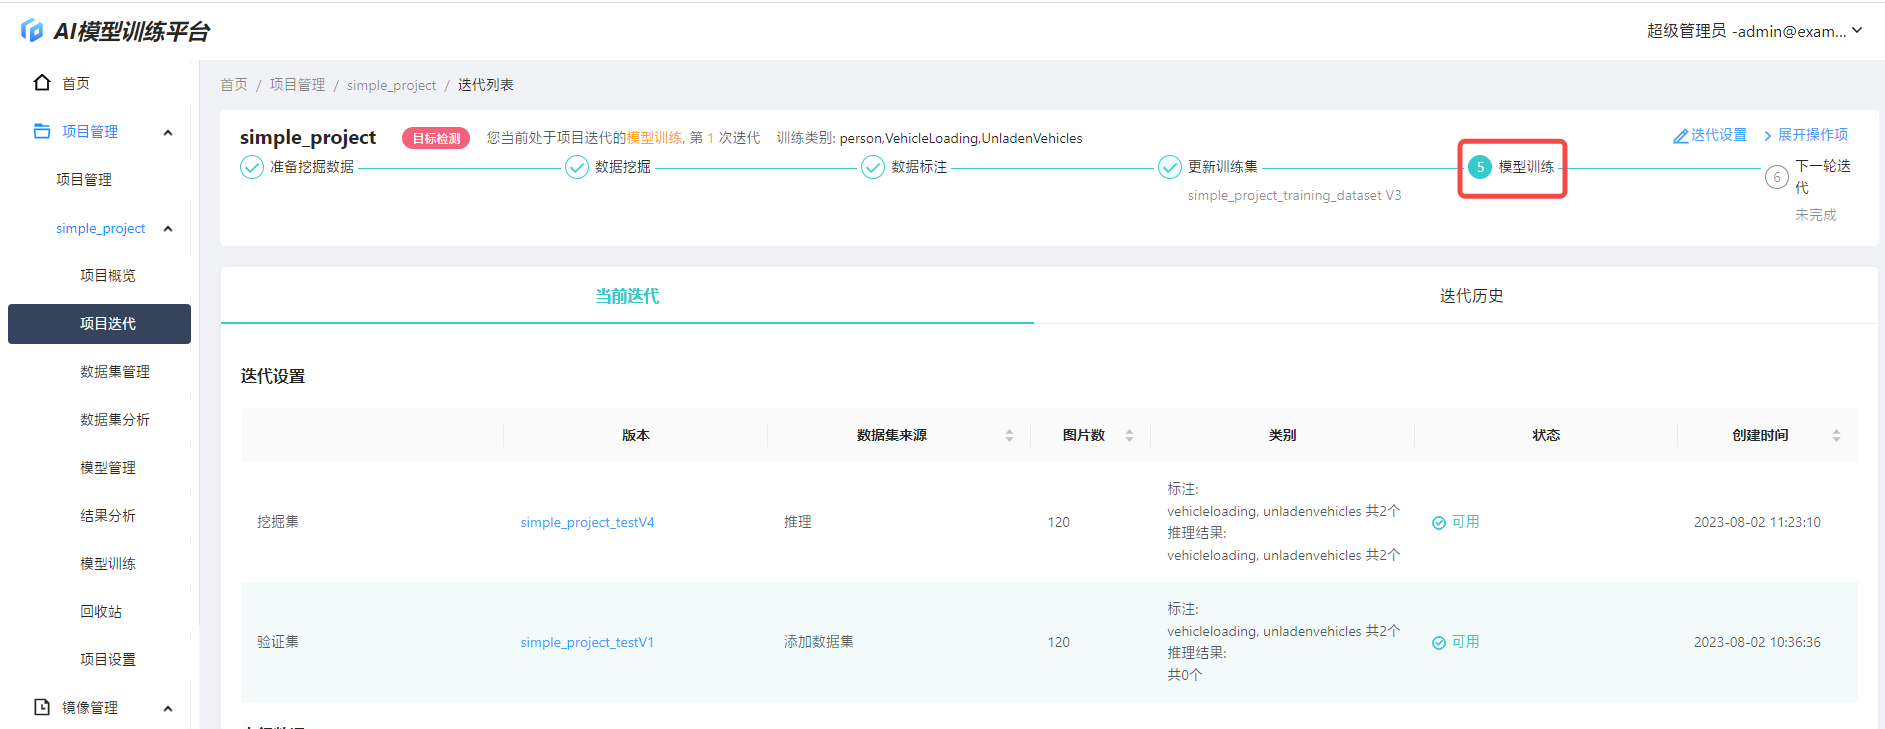 AI模型训练平台
超级管理员 -admin@exam...
首页
项目管理
项目管理
simple_project
项目概览
项目迭代
数据集管理
数据集分析
模型管理
结果分析
模型训练
回收站
项目设置
镜像管理
首页 / 项目管理 / simple_project / 迭代列表
simple_project 目标检测 您当前处于项目迭代的模型训练, 第 1 次迭代 训练类别: person,VehicleLoading,UnladenVehicles
迭代设置 展开操作项
准备挖掘数据
数据挖掘
数据标注
更新训练集
simple_project_training_dataset V3
5 模型训练
6 下一轮迭
代
未完成
当前迭代 迭代历史
迭代设置
版本 数据集来源 图片数 类别 状态 创建时间
挖掘集 simple_project_testV4 推理 120
标注:
vehicleloading, unladenvehicles 共2个
推理结果:
vehicleloading, unladenvehicles 共2个
可用 2023-08-02 11:23:10
验证集 simple_project_testV1 添加数据集 120
标注:
vehicleloading, unladenvehicles 共2个
推理结果:
共0个
可用 2023-08-02 10:36:36